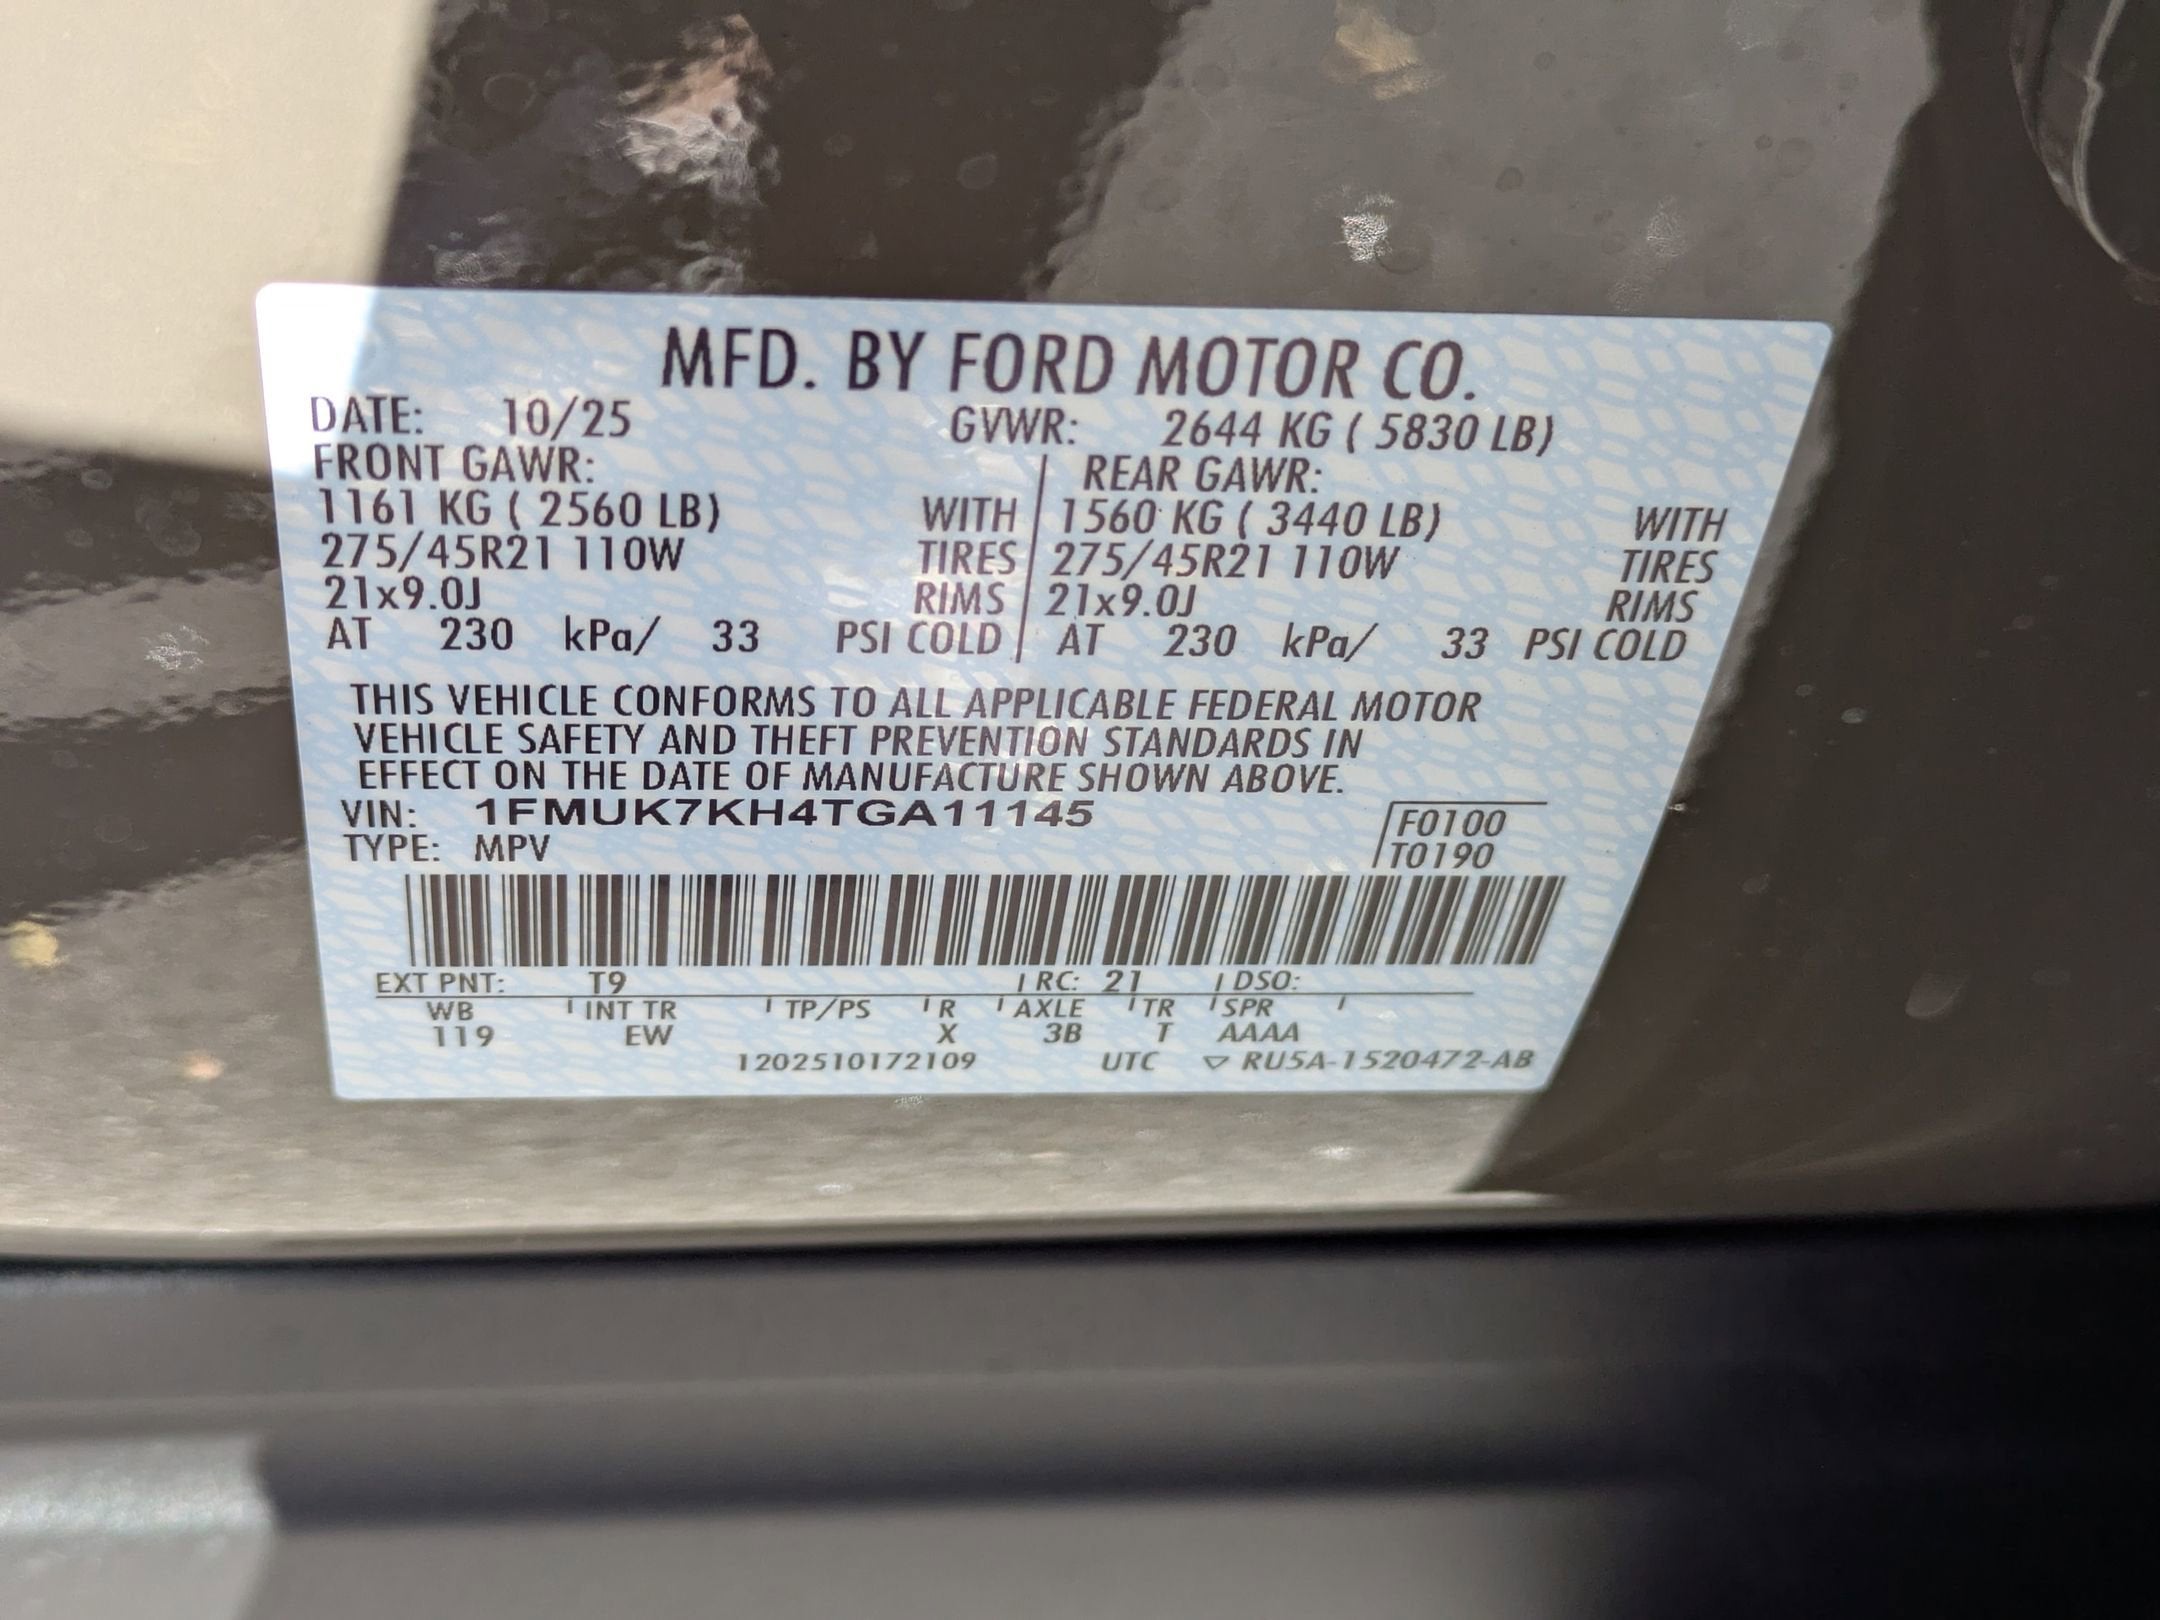 MFD. BY FORD MOTOR CO.
DATE: 10/25 GVWR: 2644 KG ( 5830 LB)
FRONT GAWR: REAR GAWR:
1161 KG ( 2560 LB) WITH 1560 KG ( 3440 LB) WITH
275/45R21 110W TIRES 275/45R21 110W TIRES
21x9.0J RIMS 21x9.0J RIMS
AT 230 kPa/ 33 PSI COLD AT 230 kPa/ 33 PSI COLD
THIS VEHICLE CONFORMS TO ALL APPLICABLE FEDERAL MOTOR
VEHICLE SAFETY AND THEFT PREVENTION STANDARDS IN
EFFECT ON THE DATE OF MANUFACTURE SHOWN ABOVE.
VIN: 1FMUK7KH4TGA11145 F0100
TYPE: MPV T0190
EXT PNT: T9 RC: 21 DSO:
WB INT TR TP/PS R AXLE TR SPR
119 EW X 3B T AAAA
1202510172109 UTC ▽ RU5A-1520472-AB